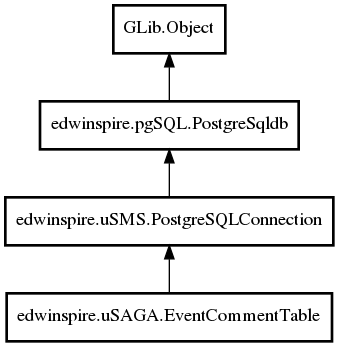 GLib.Object
edwinspire.pgSQL.PostgreSqldb
edwinspire.uSMS.PostgreSQLConnection
edwinspire.uSAGA.EventCommentTable